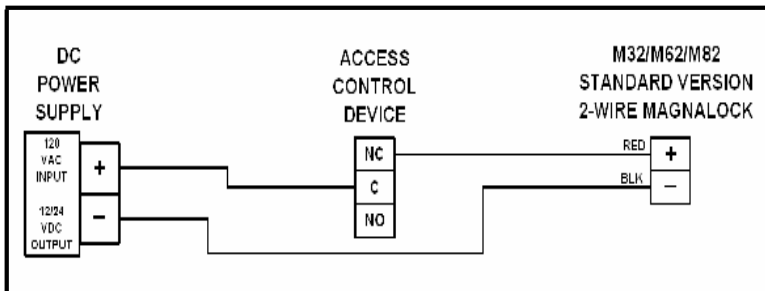 DC
POWER
SUPPLY
120
VAC
INPUT
12/24
VDC
OUTPUT
+
−
ACCESS
CONTROL
DEVICE
NC
C
NO
M32/M62/M82
STANDARD VERSION
2-WIRE MAGNALOCK
RED
BLK
+
−